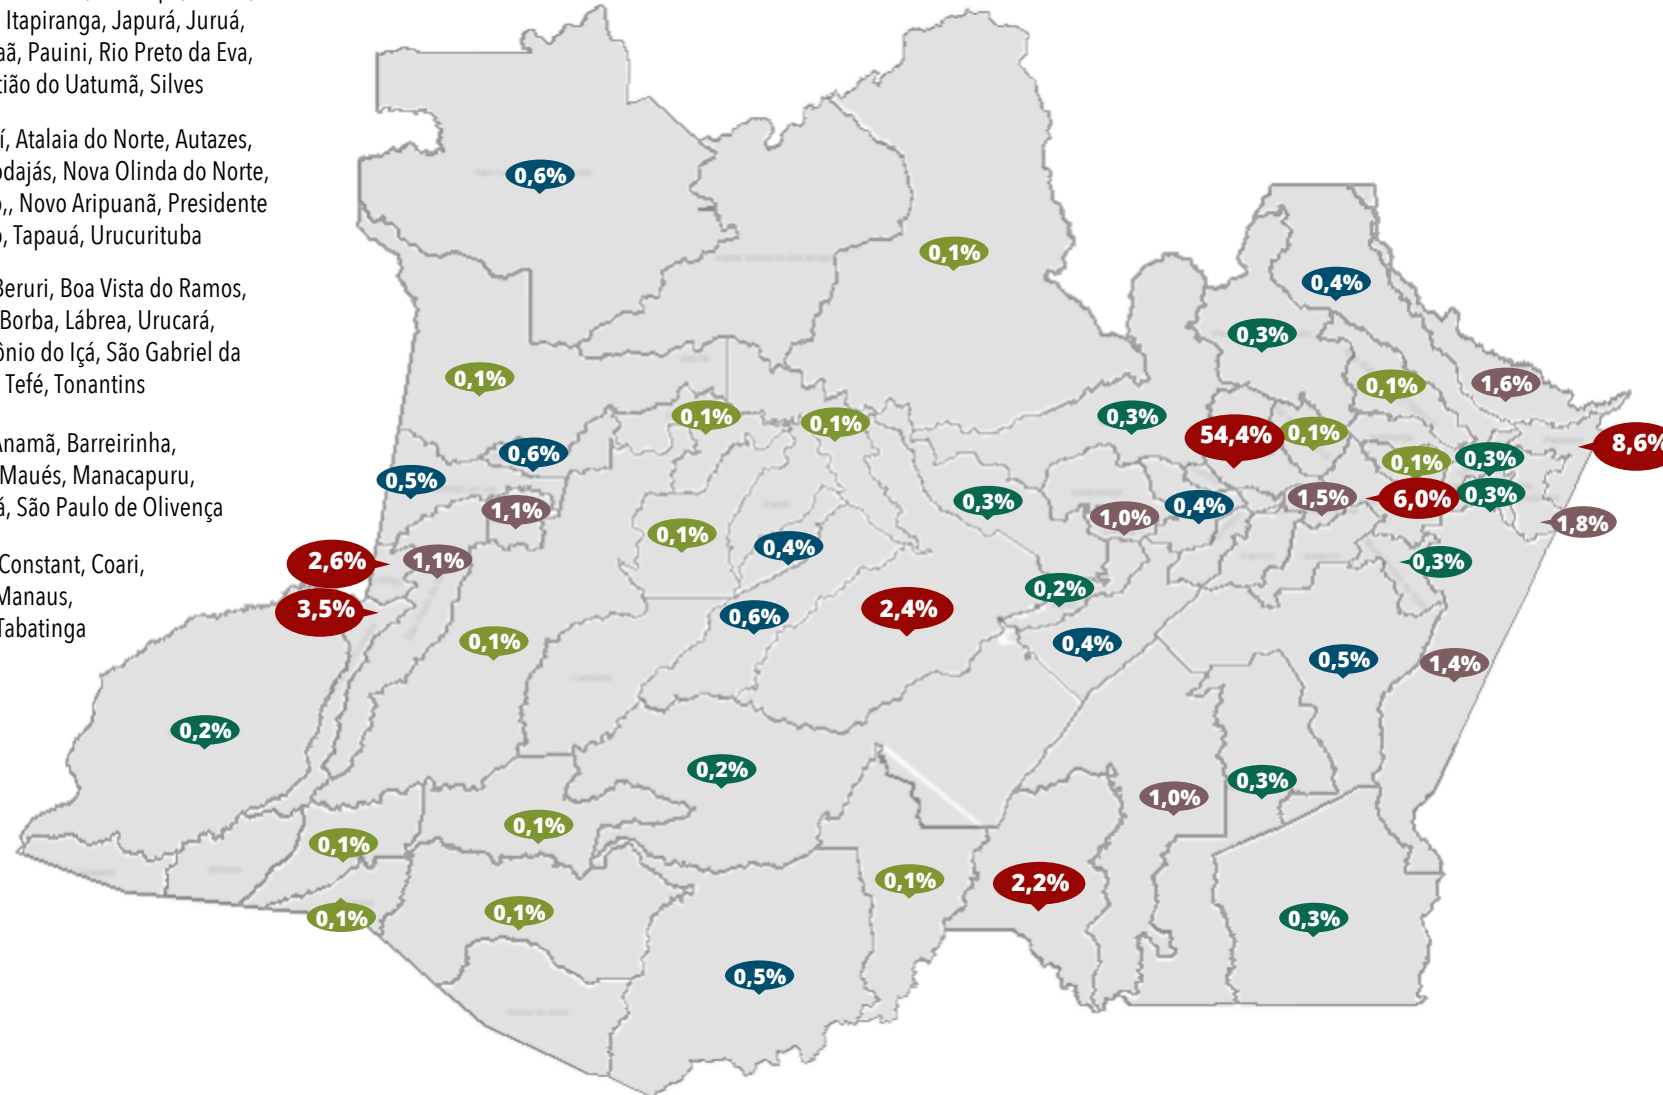 Itapiranga, Japurá, Juruá,
Pauini, Rio Preto da Eva,
do Uatumã, Silves
Atalaia do Norte, Autazes,
Nova Olinda do Norte,
Novo Aripuanã, Presidente
Tapauá, Urucurituba
Beruri, Boa Vista do Ramos,
Borba, Lábrea, Urucará,
do Içá, São Gabriel da
Tefé, Tonantins
Anamã, Barreirinha,
Maués, Manacapuru,
São Paulo de Olivença
Constant, Coari,
Manaus,
Tabatinga
0,6%
0,1%
0,4%
0,3%
0,1%
0,1%
1,6%
0,1%
0,1%
0,3%
54,4%
0,1%
8,6%
0,6%
0,5%
0,1%
0,3%
1,1%
0,3%
1,0%
0,4%
1,5%
6,0%
0,3%
1,8%
0,1%
0,4%
2,6%
1,1%
0,3%
3,5%
0,6%
2,4%
0,2%
0,4%
0,1%
0,5%
1,4%
0,2%
0,2%
1,0%
0,3%
0,1%
0,1%
0,1%
2,2%
0,1%
0,1%
0,3%
0,5%